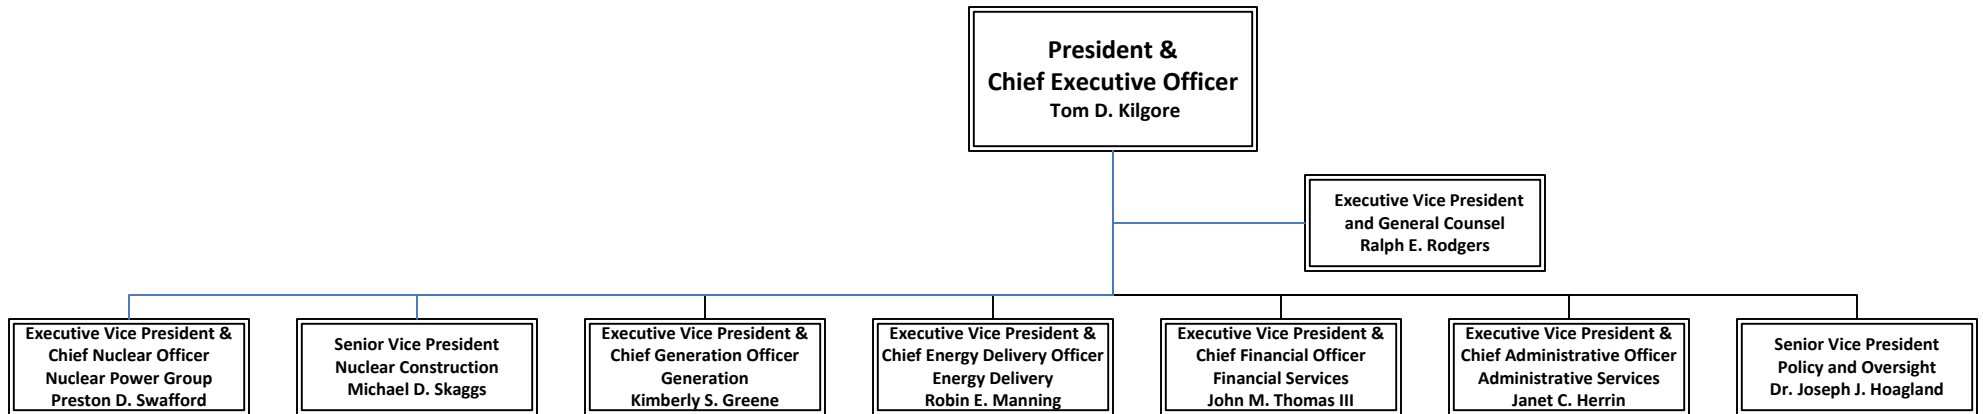 President &
Chief Executive Officer
Tom D. Kilgore
Executive Vice President
and General Counsel
Ralph E. Rodgers
Executive Vice President &
Chief Nuclear Officer
Nuclear Power Group
Preston D. Swafford
Senior Vice President
Nuclear Construction
Michael D. Skaggs
Executive Vice President &
Chief Generation Officer
Generation
Kimberly S. Greene
Executive Vice President &
Chief Energy Delivery Officer
Energy Delivery
Robin E. Manning
Executive Vice President &
Chief Financial Officer
Financial Services
John M. Thomas III
Executive Vice President &
Chief Administrative Officer
Administrative Services
Janet C. Herrin
Senior Vice President
Policy and Oversight
Dr. Joseph J. Hoagland